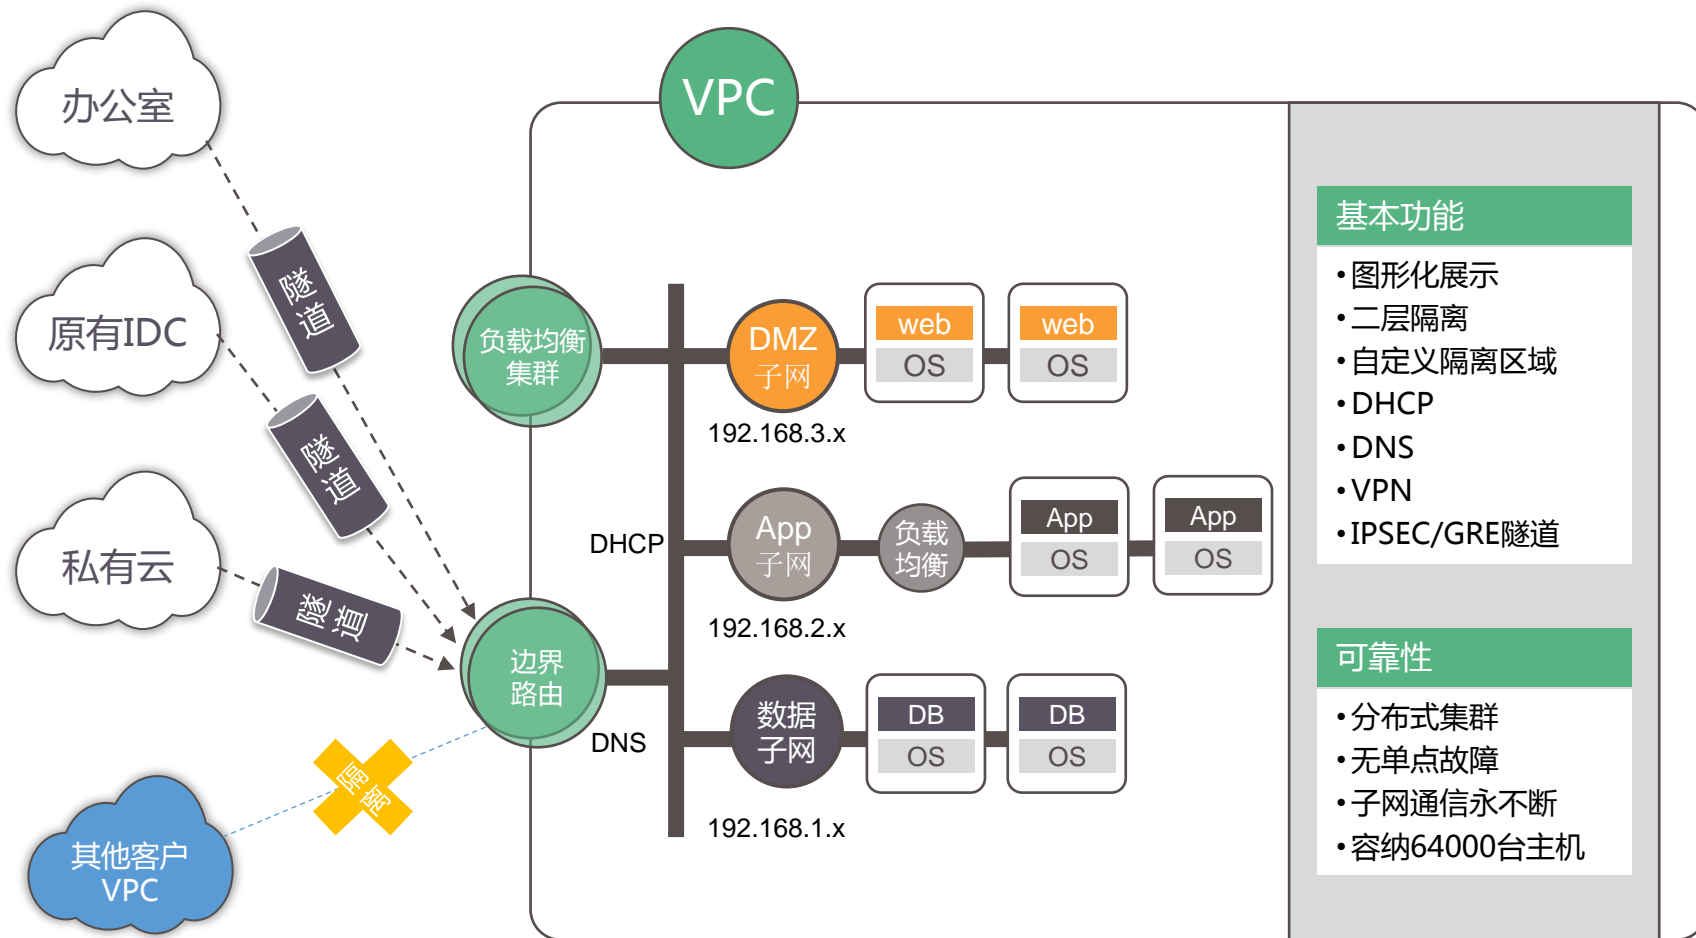 办公室
原有IDC
私有云
其他客户
VPC
隧
道
隧
道
隧
道
隔
离
VPC
负载均衡
集群
边界
路由
DHCP
DNS
DMZ
子网
192.168.3.x
web
OS
web
OS
App
子网
192.168.2.x
负载
均衡
App
OS
App
OS
数据
子网
192.168.1.x
DB
OS
DB
OS
基本功能
•图形化展示
•二层隔离
•自定义隔离区域
•DHCP
•DNS
•VPN
•IPSEC/GRE隧道
可靠性
•分布式集群
•无单点故障
•子网通信永不断
•容纳64000台主机